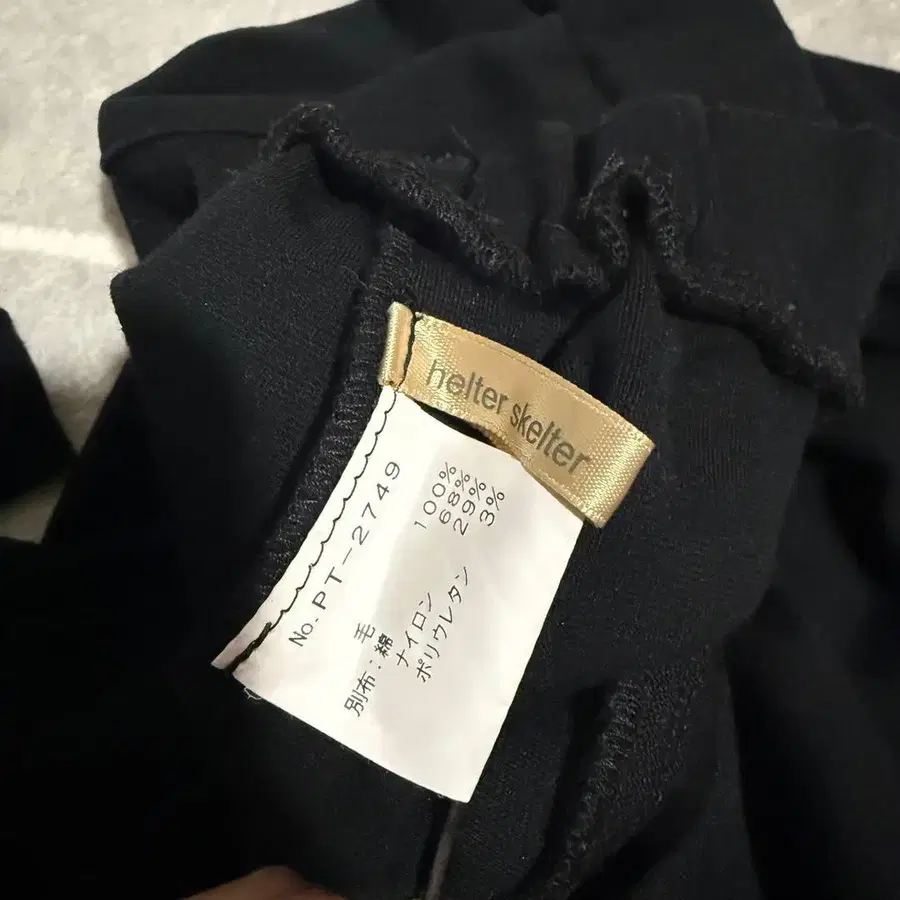 helter skelter
No. PT-2749
毛 100%
別布:綿 68%
ナイロン 29%
ポリウレタン 3%